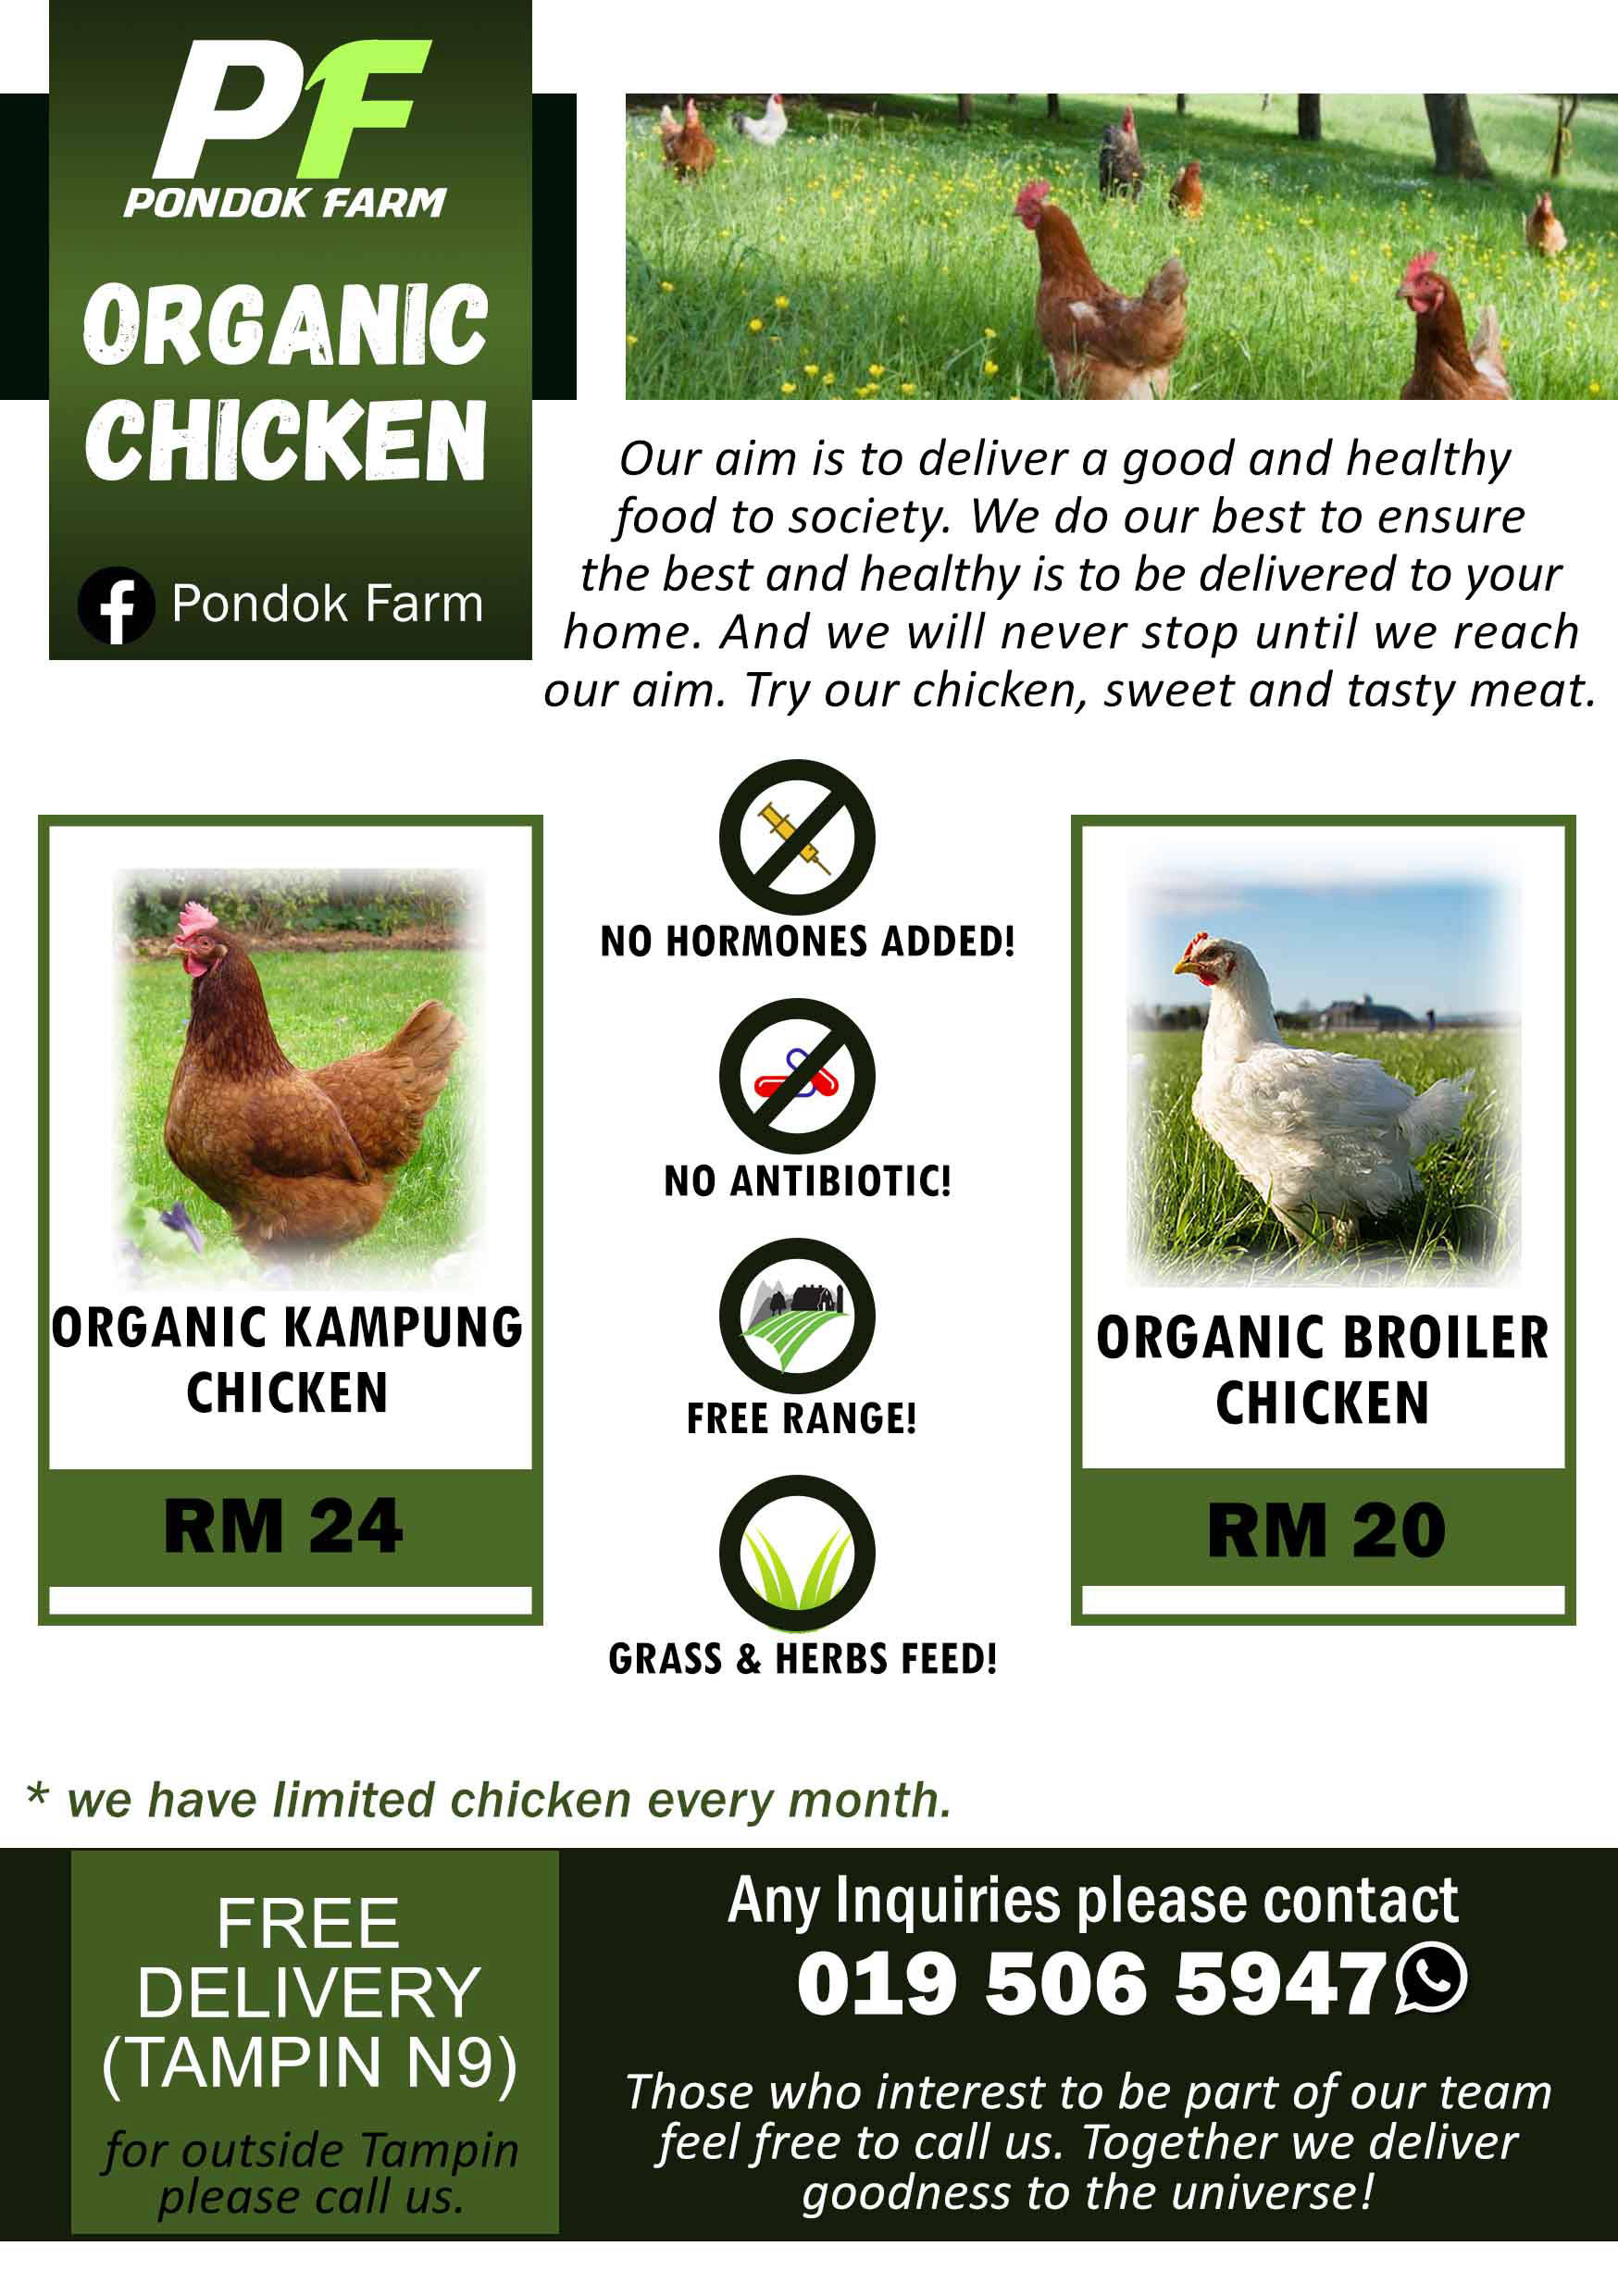 PF
PONDOK FARM
ORGANIC
CHICKEN
Pondok Farm
Our aim is to deliver a good and healthy
food to society. We do our best to ensure
the best and healthy is to be delivered to your
home. And we will never stop until we reach
our aim. Try our chicken, sweet and tasty meat.
ORGANIC KAMPUNG
CHICKEN
RM 24
NO HORMONES ADDED!
NO ANTIBIOTIC!
FREE RANGE!
GRASS & HERBS FEED!
ORGANIC BROILER
CHICKEN
RM 20
* we have limited chicken every month.
FREE
DELIVERY
(TAMPIN N9)
for outside Tampin
please call us.
Any Inquiries please contact
019 506 5947
Those who interest to be part of our team
feel free to call us. Together we deliver
goodness to the universe!